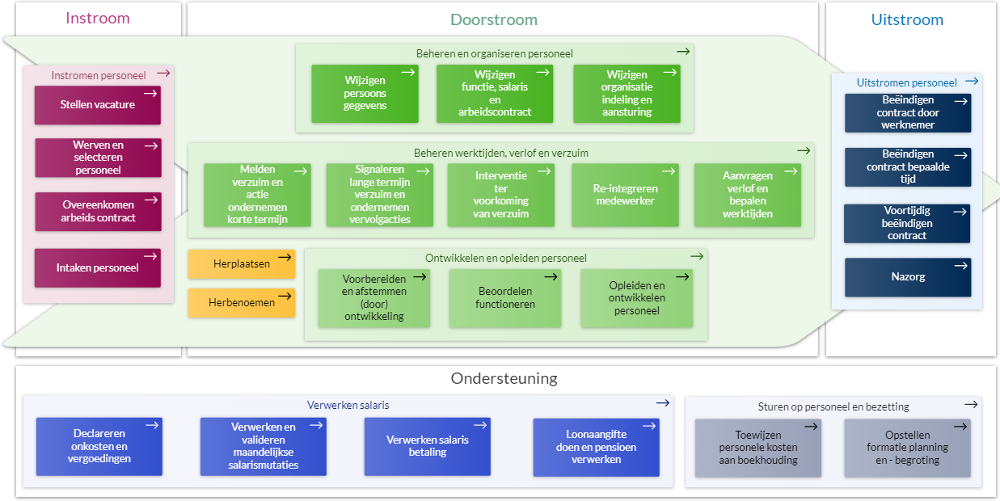 Instroom
Instromen personeel
Stellen vacature
Werven en
selecteren
personeel
Overeenkomen
arbeids contract
Intaken personeel
Doorstroom
Beheren en organiseren personeel
Wijzigen
persoons
gegevens
Wijzigen
functie, salaris
en
arbeidscontract
Wijzigen
organisatie
indeling en
aansturing
Beheren werktijden, verlof en verzuim
Melden
verzuim en
actie
ondernemen
korte termijn
Signaleren
lange termijn
verzuim en
ondernemen
vervolgacties
Interventie
ter
voorkoming
van verzuim
Re-integreren
medewerker
Aanvragen
verlof en
bepalen
werktijden
Herplaatsen
Herbenoemen
Ontwikkelen en opleiden personeel
Voorbereiden
en afstemmen
(door)
ontwikkeling
Beoordelen
functioneren
Opleiden en
ontwikkelen
personeel
Uitstroom
Uitstromen personeel
Beëindigen
contract door
werknemer
Beëindigen
contract bepaalde
tijd
Voortijdig
beëindigen
contract
Nazorg
Ondersteuning
Verwerken salaris
Declareren
onkosten en
vergoedingen
Verwerken en
valideren
maandelijkse
salarismutaties
Verwerken salaris
betaling
Loonaangifte
doen en pensioen
verwerken
Sturen op personeel en bezetting
Toewijzen
personele kosten
aan boekhouding
Opstellen
formatie planning
en - begroting